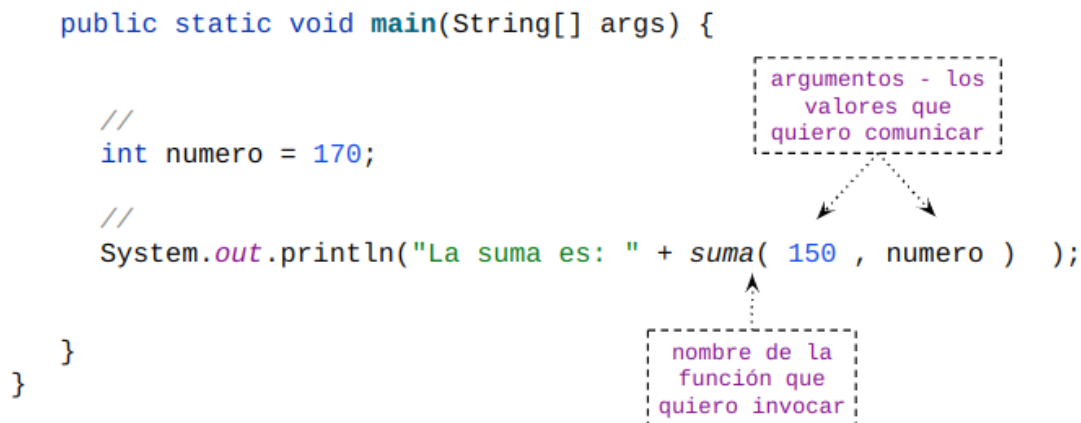 public static void main(String[] args) {
argumentos - los
valores que
quiero comunicar
//
int numero = 170;
//
System.out.println("La suma es: " + suma( 150 , numero )  );
nombre de la
función que
quiero invocar
}
}